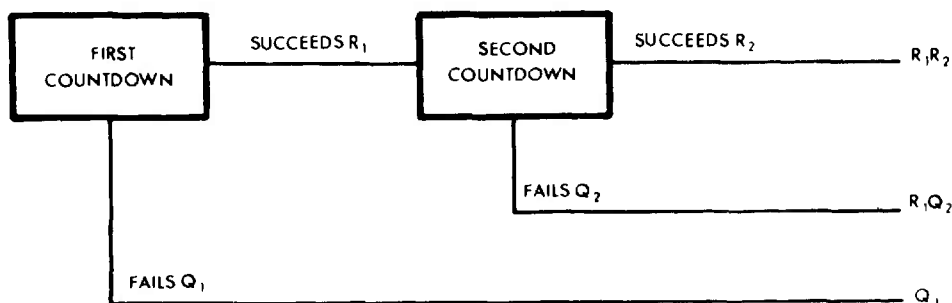 FIRST
COUNTDOWN
SUCCEEDS R₁
SECOND
COUNTDOWN
SUCCEEDS R₂
R₁R₂
FAILS Q₂
R₁Q₂
FAILS Q₁
Q₁